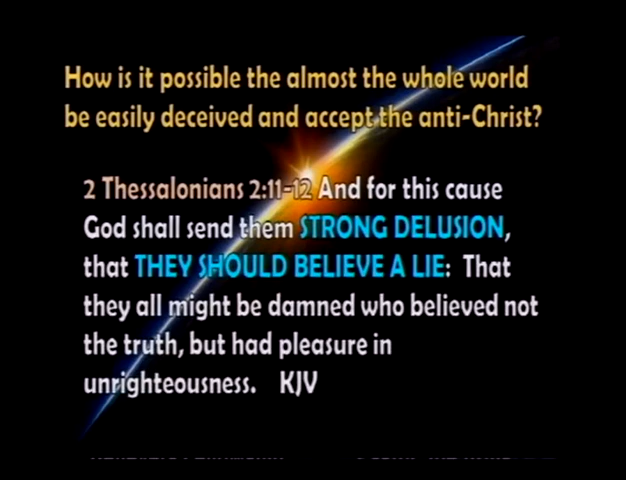 How is it possible the almost the whole world
be easily deceived and accept the anti-Christ?
2 Thessalonians 2:11-12 And for this cause
God shall send them STRONG DELUSION,
that THEY SHOULD BELIEVE A LIE: That
they all might be damned who believed not
the truth, but had pleasure in
unrighteousness. KJV